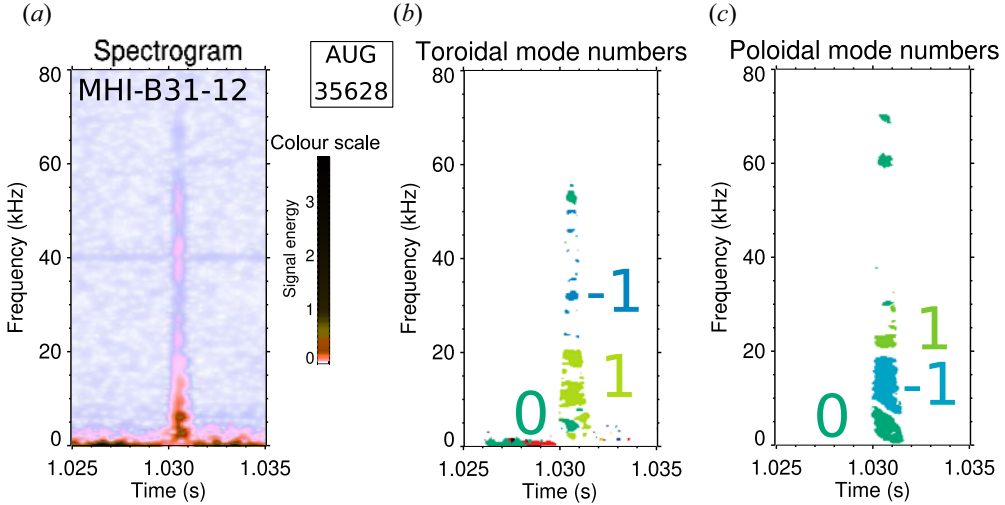 (a)
Spectrogram
MHI-B31-12
80
60
40
20
0
Frequency (kHz)
1.025
1.030
1.035
Time (s)
AUG
35628
Colour scale
3
2
1
0
Signal energy
(b)
Toroidal mode numbers
80
60
40
20
0
Frequency (kHz)
-1
1
0
1.025
1.030
1.035
Time (s)
(c)
Poloidal mode numbers
80
60
40
20
0
Frequency (kHz)
1
-1
0
1.025
1.030
1.035
Time (s)